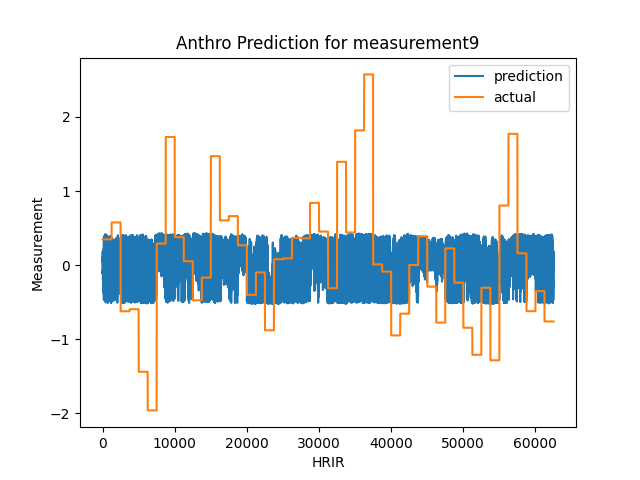 Anthro Prediction for measurement9
prediction
actual
2
1
0
−1
−2
Measurement
0 10000 20000 30000 40000 50000 60000
HRIR